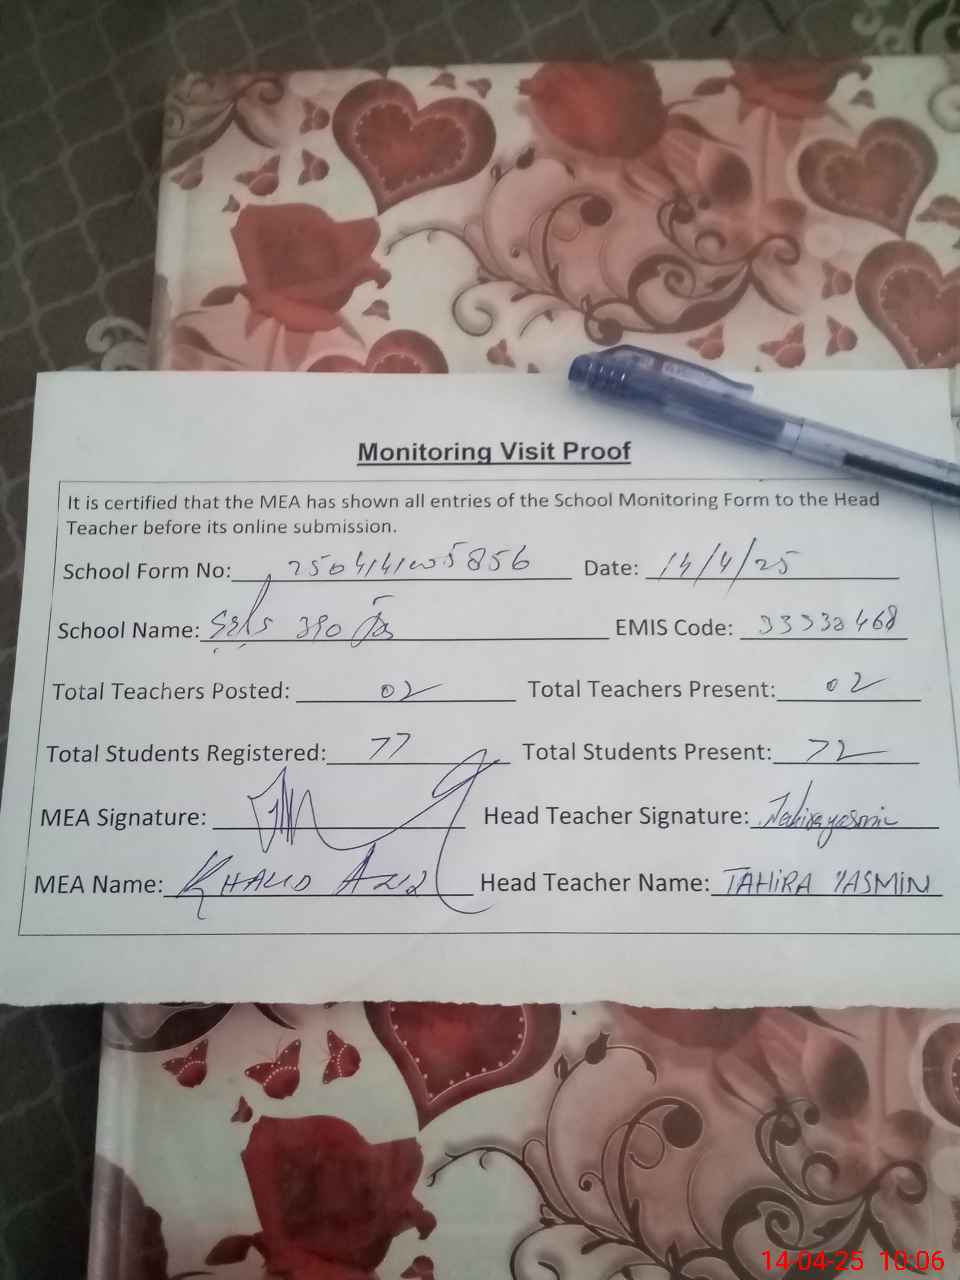 Monitoring Visit Proof
It is certified that the MEA has shown all entries of the School Monitoring Form to the Head
Teacher before its online submission.
School Form No: Date: 14/4/25
School Name: EMIS Code: 33330468
Total Teachers Posted: 02 Total Teachers Present: 02
Total Students Registered: 77 Total Students Present: 72
MEA Signature: Head Teacher Signature: Tahira yasmin
MEA Name: KHALID AZIZ Head Teacher Name: TAHIRA YASMIN
14-04-25 10:06